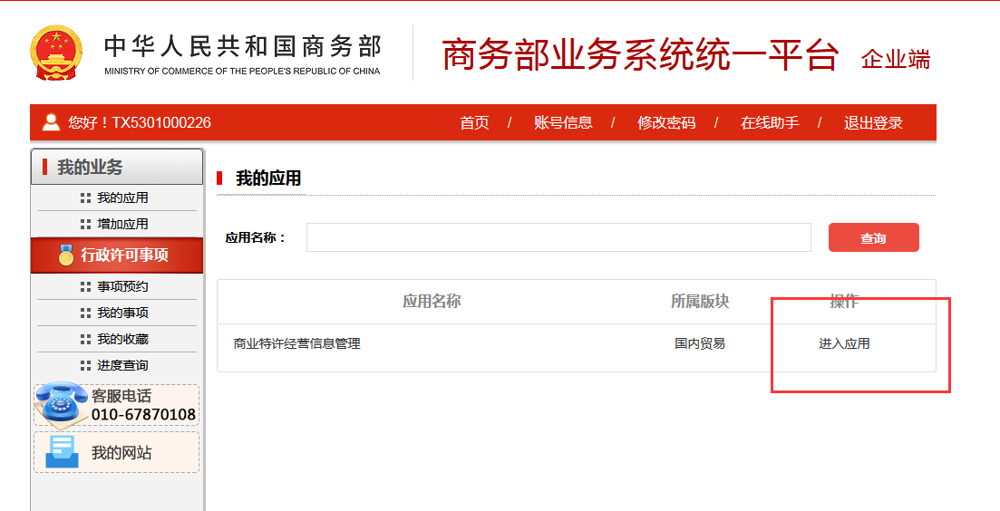 中华人民共和国商务部
MINISTRY OF COMMERCE OF THE PEOPLE'S REPUBLIC OF CHINA
商务部业务系统统一平台 企业端
您好！TX5301000226
首页 / 账号信息 / 修改密码 / 在线助手 / 退出登录
我的业务
我的应用
增加应用
行政许可事项
事项预约
我的事项
我的收藏
进度查询
客服电话
010-67870108
我的网站
我的应用
应用名称： 查询
应用名称 所属版块 操作
商业特许经营信息管理 国内贸易 进入应用